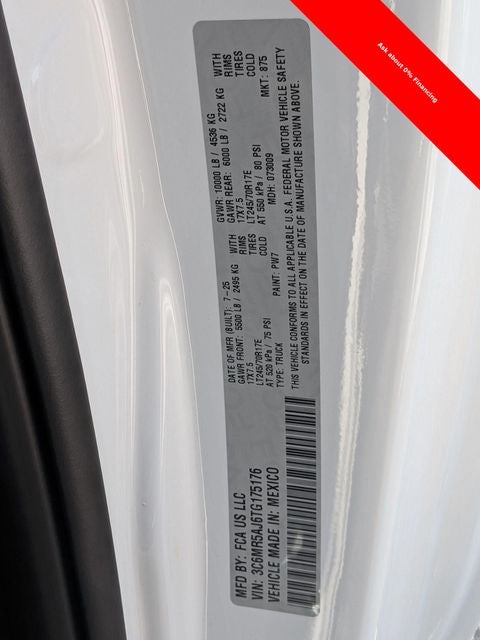 Ask about 0% Financing
MFD BY: FCA US LLC
VIN: 3C6MR5AJ6TG175176
VEHICLE MADE IN: MEXICO
DATE OF MFR (BUILT): 7-25 GVWR: 10000 LB / 4536 KG
GAWR FRONT: 5500 LB / 2495 KG WITH GAWR REAR: 6000 LB / 2722 KG WITH
17X7.5 RIMS 17X7.5 RIMS
LT245/70R17E TIRES LT245/70R17E TIRES
AT 520 kPa / 75 PSI COLD AT 550 kPa / 80 PSI COLD
TYPE: TRUCK PAINT: PW7 MDH: 073009 MKT: 875
THIS VEHICLE CONFORMS TO ALL APPLICABLE U.S.A. FEDERAL MOTOR VEHICLE SAFETY
STANDARDS IN EFFECT ON THE DATE OF MANUFACTURE SHOWN ABOVE.